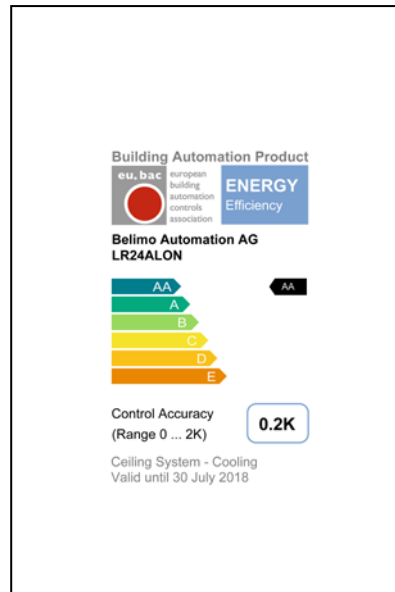 Building Automation Product
eu.bac
european
building
automation
controls
association
ENERGY
Efficiency
Belimo Automation AG
LR24ALON
AA
AA
A
B
C
D
E
Control Accuracy
(Range 0 ... 2K)
0.2K
Ceiling System - Cooling
Valid until 30 July 2018